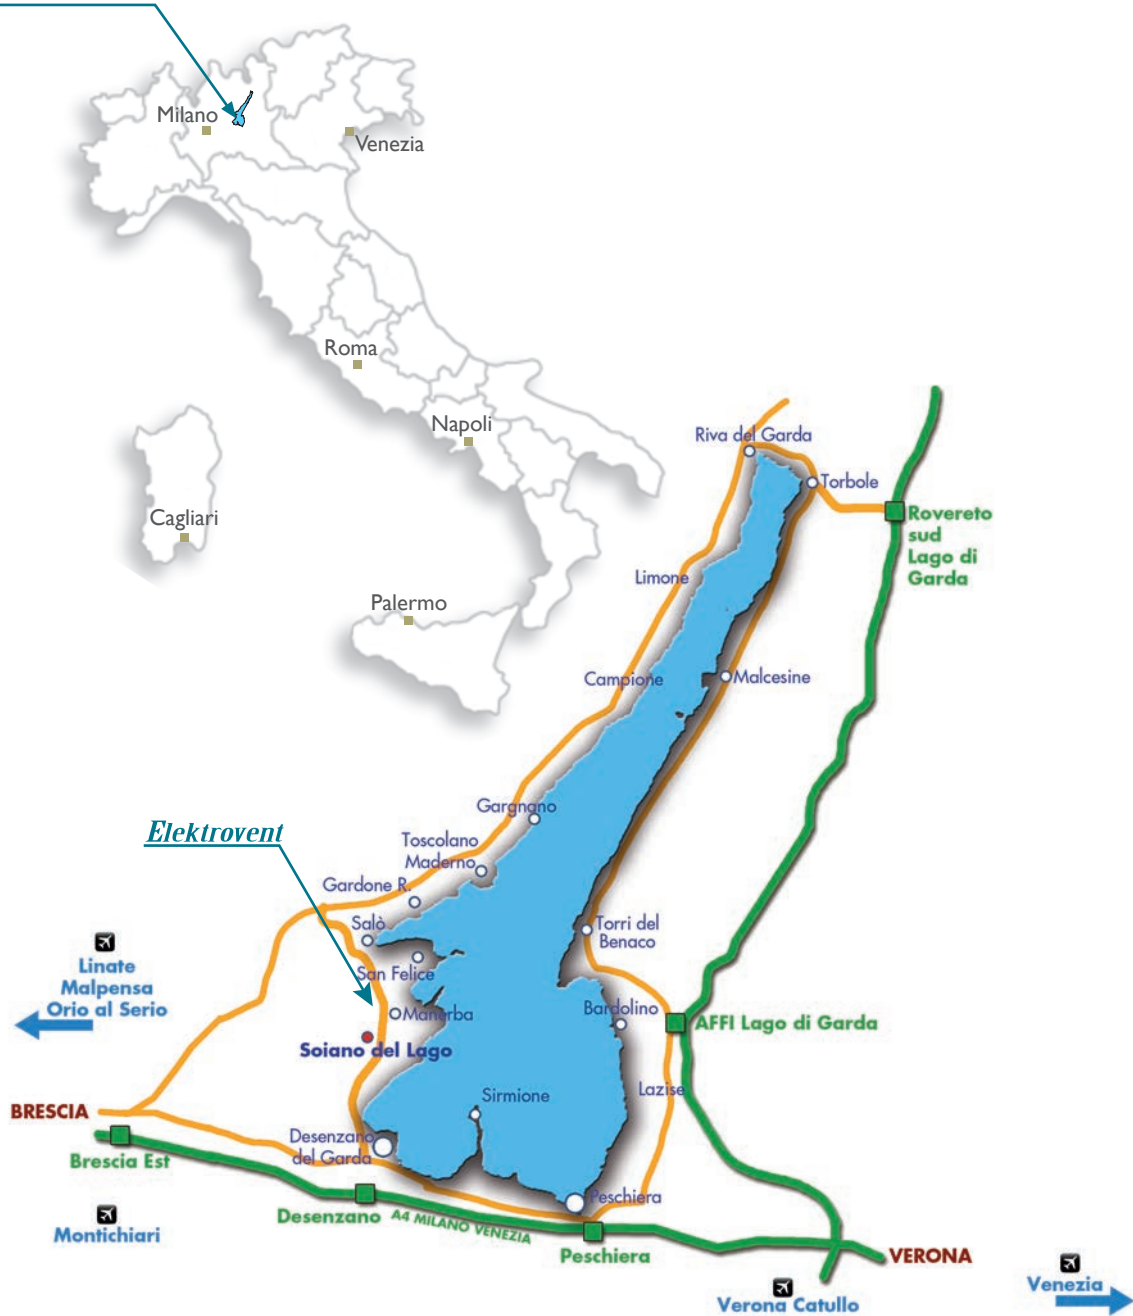 Milano
Venezia
Roma
Napoli
Cagliari
Palermo
Riva del Garda
Torbole
Rovereto
sud
Lago di
Garda
Limone
Campione
Malcesine
Gargnano
Elektrovent
Toscolano
Maderno
Gardone R.
Salò
Torri del
Benaco
San Felice
Linate
Malpensa
Orio al Serio
Manerba
Bardolino
AFFI Lago di Garda
Soiano del Lago
Lazise
Sirmione
BRESCIA
Desenzano
del Garda
Brescia Est
Peschiera
Desenzano
A4 MILANO VENEZIA
Montichiari
Peschiera
VERONA
Venezia
Verona Catullo